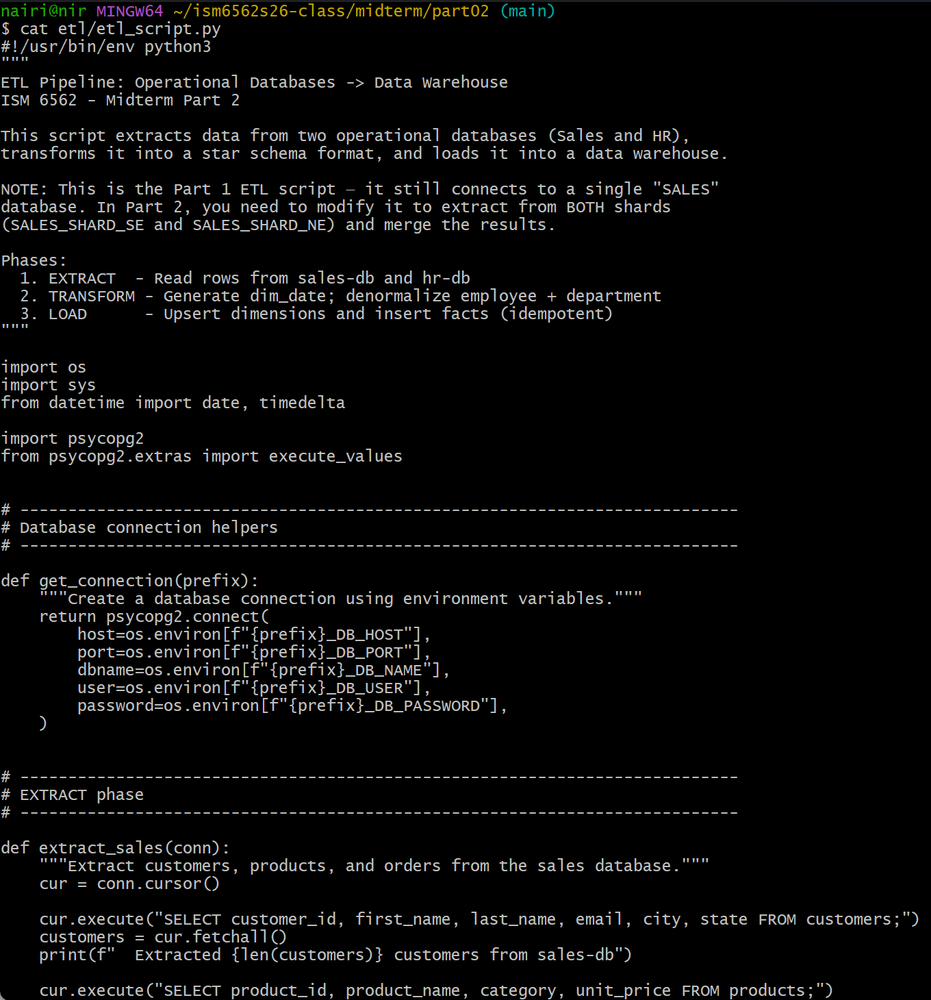 nairi@nir MINGW64 ~/ism6562s26-class/midterm/part02 (main)
$ cat etl/etl_script.py
#!/usr/bin/env python3
"""
ETL Pipeline: Operational Databases -> Data Warehouse
ISM 6562 - Midterm Part 2

This script extracts data from two operational databases (Sales and HR),
transforms it into a star schema format, and loads it into a data warehouse.

NOTE: This is the Part 1 ETL script — it still connects to a single "SALES"
database. In Part 2, you need to modify it to extract from BOTH shards
(SALES_SHARD_SE and SALES_SHARD_NE) and merge the results.

Phases:
  1. EXTRACT  - Read rows from sales-db and hr-db
  2. TRANSFORM - Generate dim_date; denormalize employee + department
  3. LOAD      - Upsert dimensions and insert facts (idempotent)
"""

import os
import sys
from datetime import date, timedelta

import psycopg2
from psycopg2.extras import execute_values


# ---------------------------------------------------------------------------
# Database connection helpers
# ---------------------------------------------------------------------------

def get_connection(prefix):
    """Create a database connection using environment variables."""
    return psycopg2.connect(
        host=os.environ[f"{prefix}_DB_HOST"],
        port=os.environ[f"{prefix}_DB_PORT"],
        dbname=os.environ[f"{prefix}_DB_NAME"],
        user=os.environ[f"{prefix}_DB_USER"],
        password=os.environ[f"{prefix}_DB_PASSWORD"],
    )


# ---------------------------------------------------------------------------
# EXTRACT phase
# ---------------------------------------------------------------------------

def extract_sales(conn):
    """Extract customers, products, and orders from the sales database."""
    cur = conn.cursor()

    cur.execute("SELECT customer_id, first_name, last_name, email, city, state FROM customers;")
    customers = cur.fetchall()
    print(f"  Extracted {len(customers)} customers from sales-db")

    cur.execute("SELECT product_id, product_name, category, unit_price FROM products;")